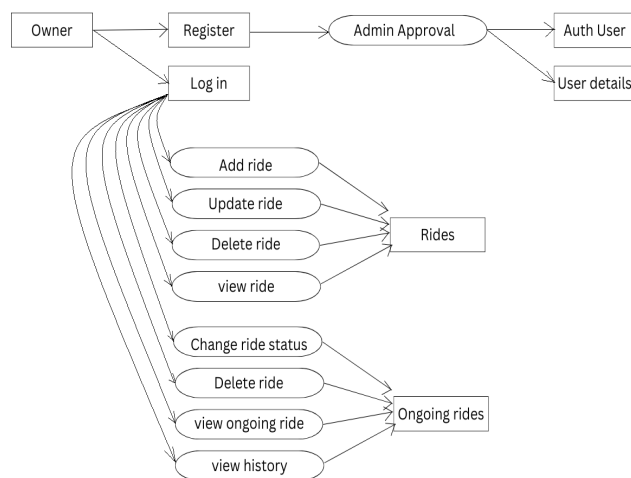 Owner
Register
Admin Approval
Auth User
Log in
User details
Add ride
Update ride
Delete ride
view ride
Rides
Change ride status
Delete ride
view ongoing ride
view history
Ongoing rides